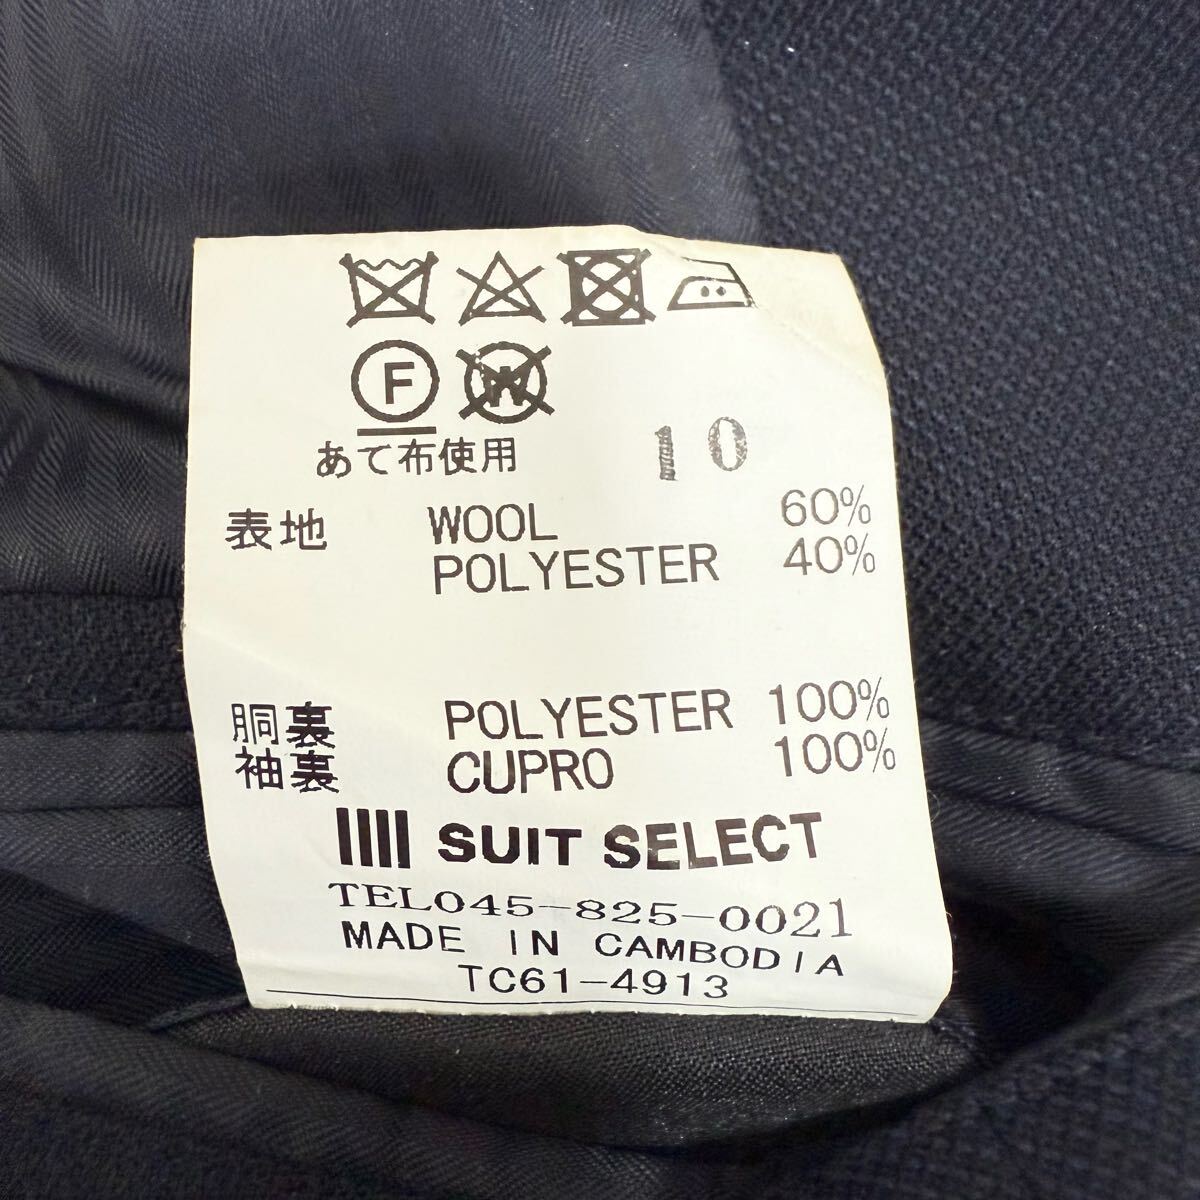 F W
あて布使用 10
表地 WOOL 60%
POLYESTER 40%
胴裏 POLYESTER 100%
袖裏 CUPRO 100%
SUIT SELECT
TEL045-825-0021
MADE IN CAMBODIA
TC61-4913